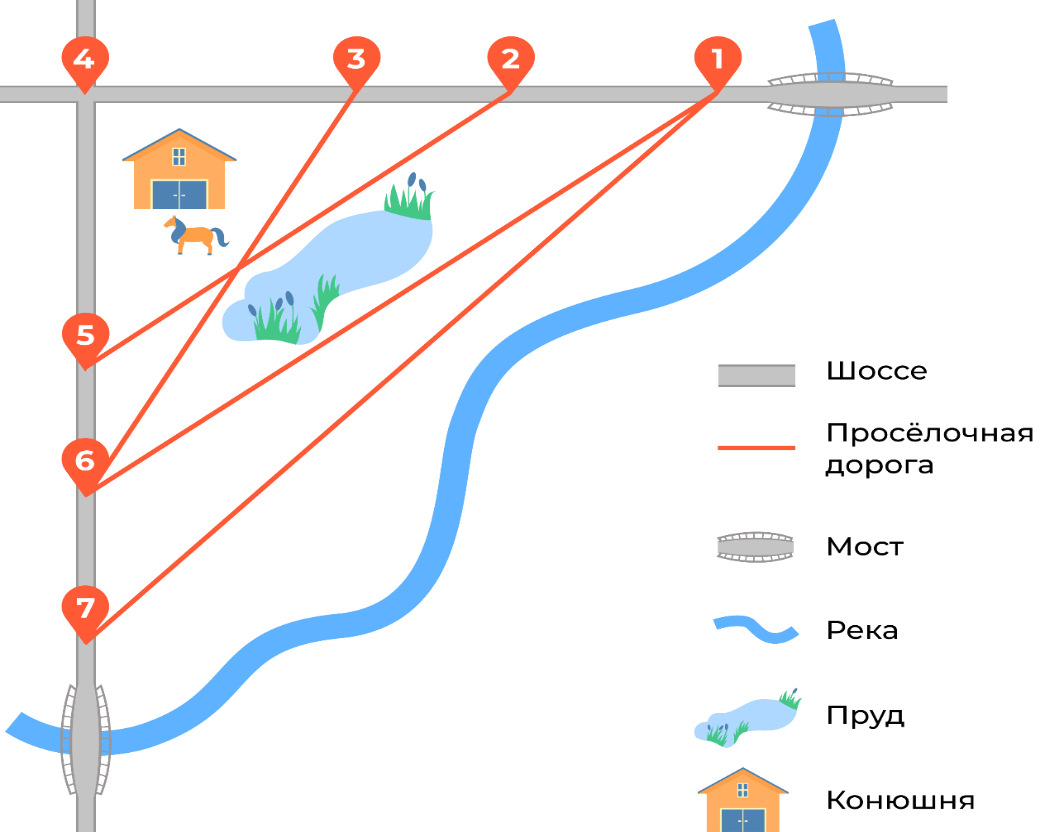 4
3
2
1
5
6
7
Шоссе
Просёлочная
дорога
Мост
Река
Пруд
Конюшня